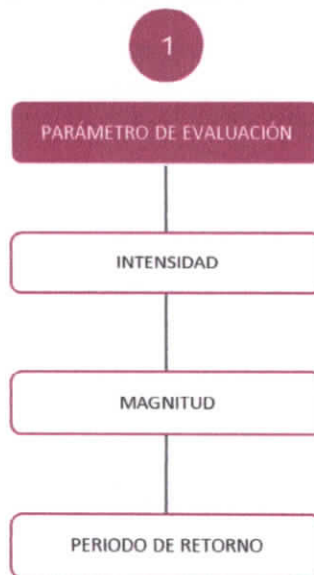 1
PARÁMETRO DE EVALUACIÓN
INTENSIDAD
MAGNITUD
PERIODO DE RETORNO